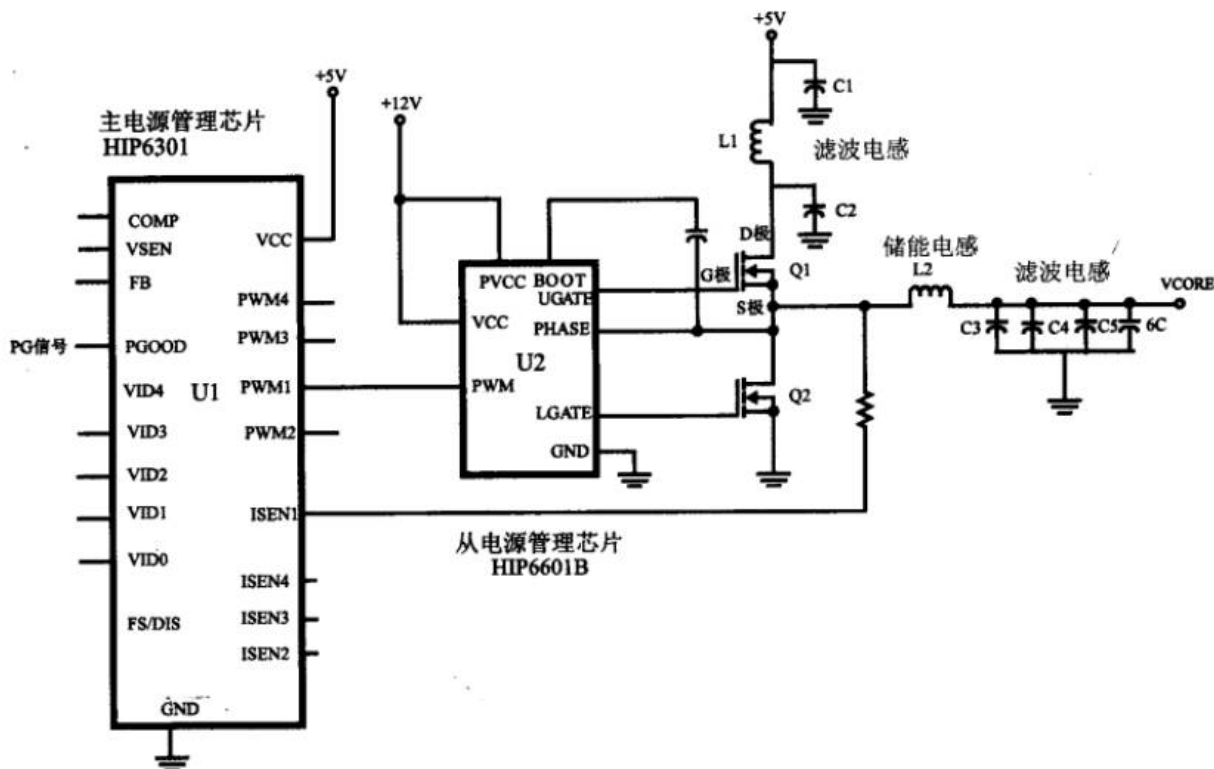 +5V
C1
+5V
+12V
主电源管理芯片
HIP6301
L1
滤波电感
C2
COMP
VCC
VSEN
FB
PWM4
PWM3
PGOOD
PG信号
VID4
U1
PWM1
VID3
PWM2
VID2
VID1
ISEN1
VID0
ISEN4
FS/DIS
ISEN3
ISEN2
GND
PVCC
BOOT
UGATE
VCC
PHASE
U2
PWM
LGATE
GND
D极
G极
Q1
S极
Q2
储能电感
L2
滤波电感
VCORE
C3
C4
C5
6C
从电源管理芯片
HIP6601B